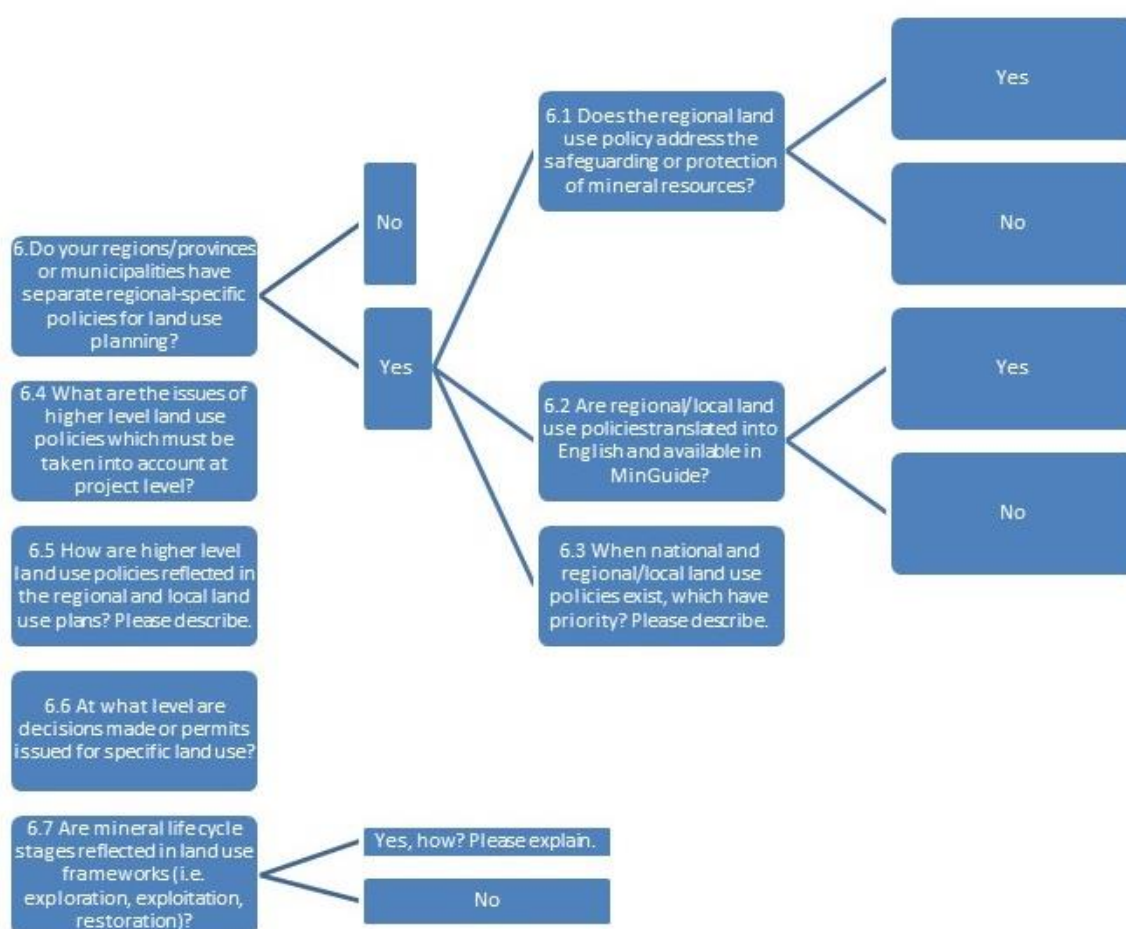 6.Do your regions/provinces
or municipalities have
separate regional-specific
policies for land use
planning?
No
Yes
6.1 Does the regional land
use policy address the
safeguarding or protection
of mineral resources?
Yes
No
6.2 Are regional/local land
use policiestranslated into
English and available in
MinGuide?
Yes
No
6.3 When national and
regional/local land use
policies exist, which have
priority? Please describe.
6.4 What are the issues of
higher level land use
policies which must be
taken into account at
project level?
6.5 How are higher level
land use policies reflected in
the regional and local land
use plans? Please describe.
6.6 At what level are
decisions made or permits
issued for specific land use?
6.7 Are mineral life cycle
stages reflected in land use
frameworks (i.e.
exploration, exploitation,
restoration)?
Yes, how? Please explain.
No